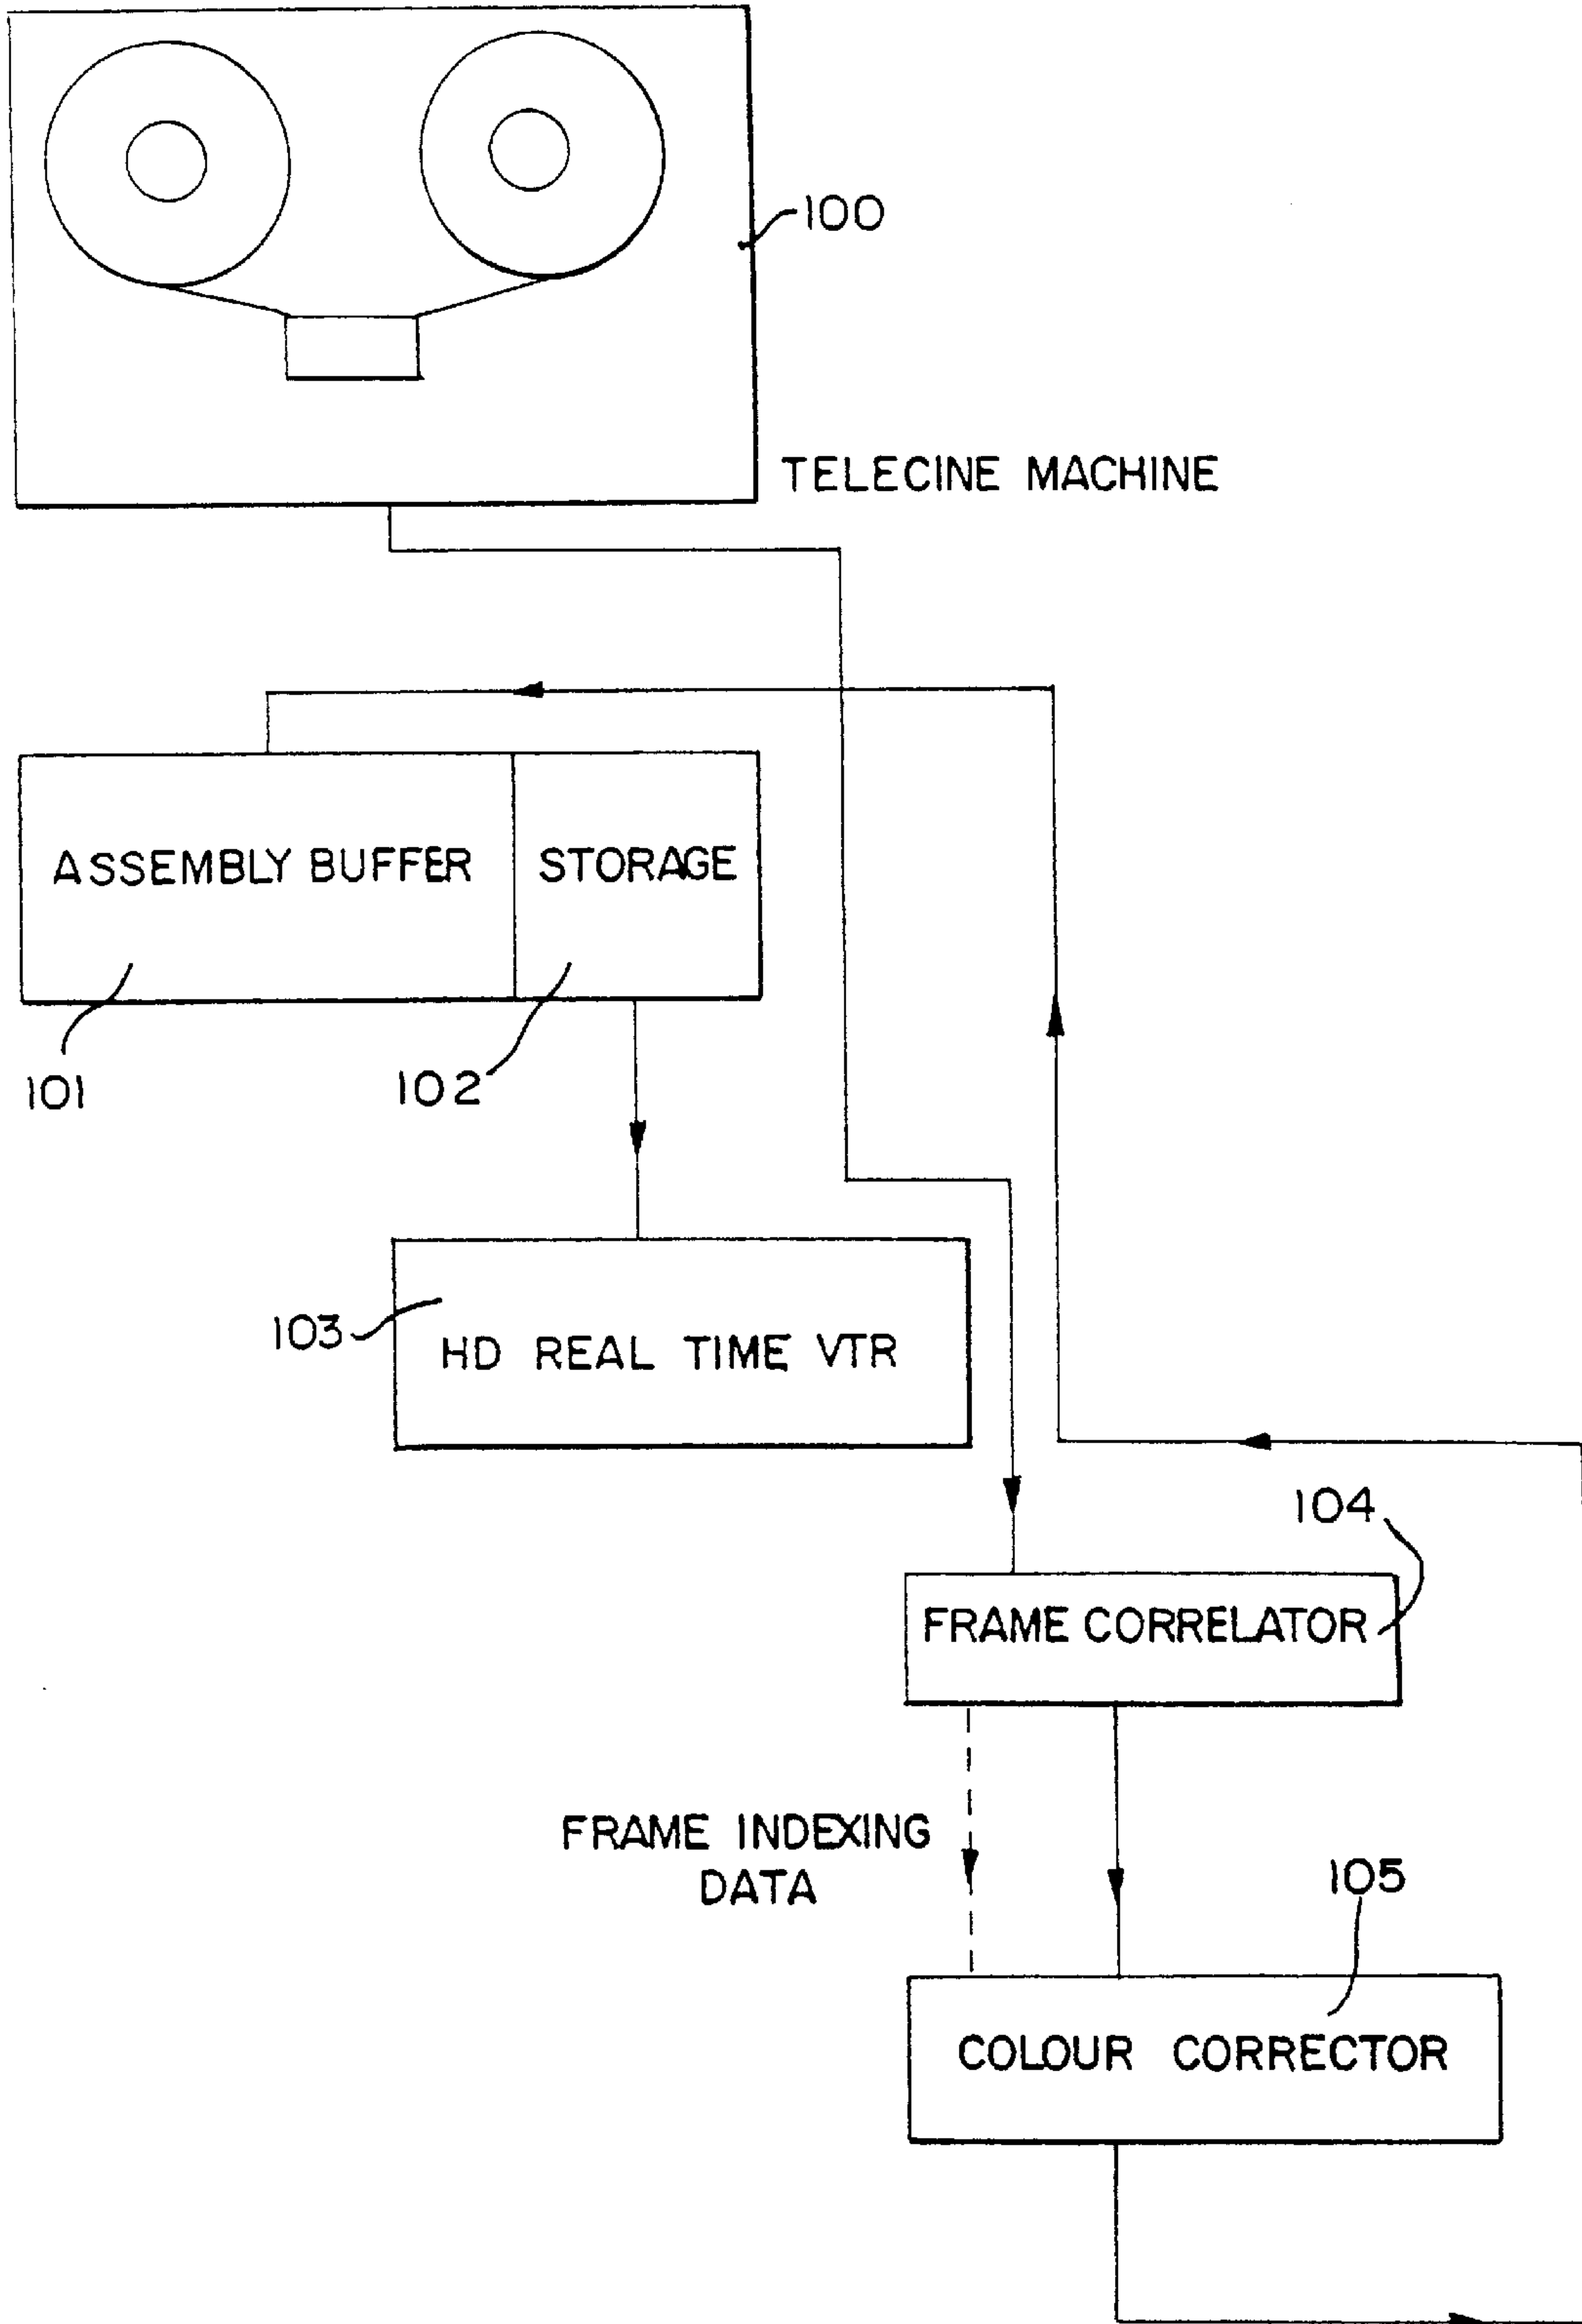 100
TELECINE MACHINE
ASSEMBLY BUFFER
STORAGE
101
102
103
HD REAL TIME VTR
104
FRAME CORRELATOR
FRAME INDEXING
DATA
105
COLOUR CORRECTOR